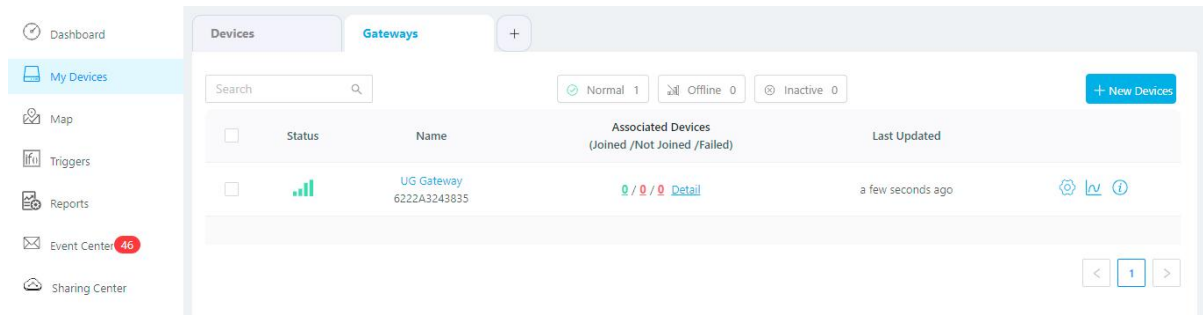 Dashboard
My Devices
Map
Triggers
Reports
Event Center 46
Sharing Center
Devices
Gateways
+
Search
Normal 1
Offline 0
Inactive 0
+ New Devices
Status
Name
Associated Devices
(Joined /Not Joined /Failed)
Last Updated
UG Gateway
6222A3243835
0 / 0 / 0 Detail
a few seconds ago
< 1 >